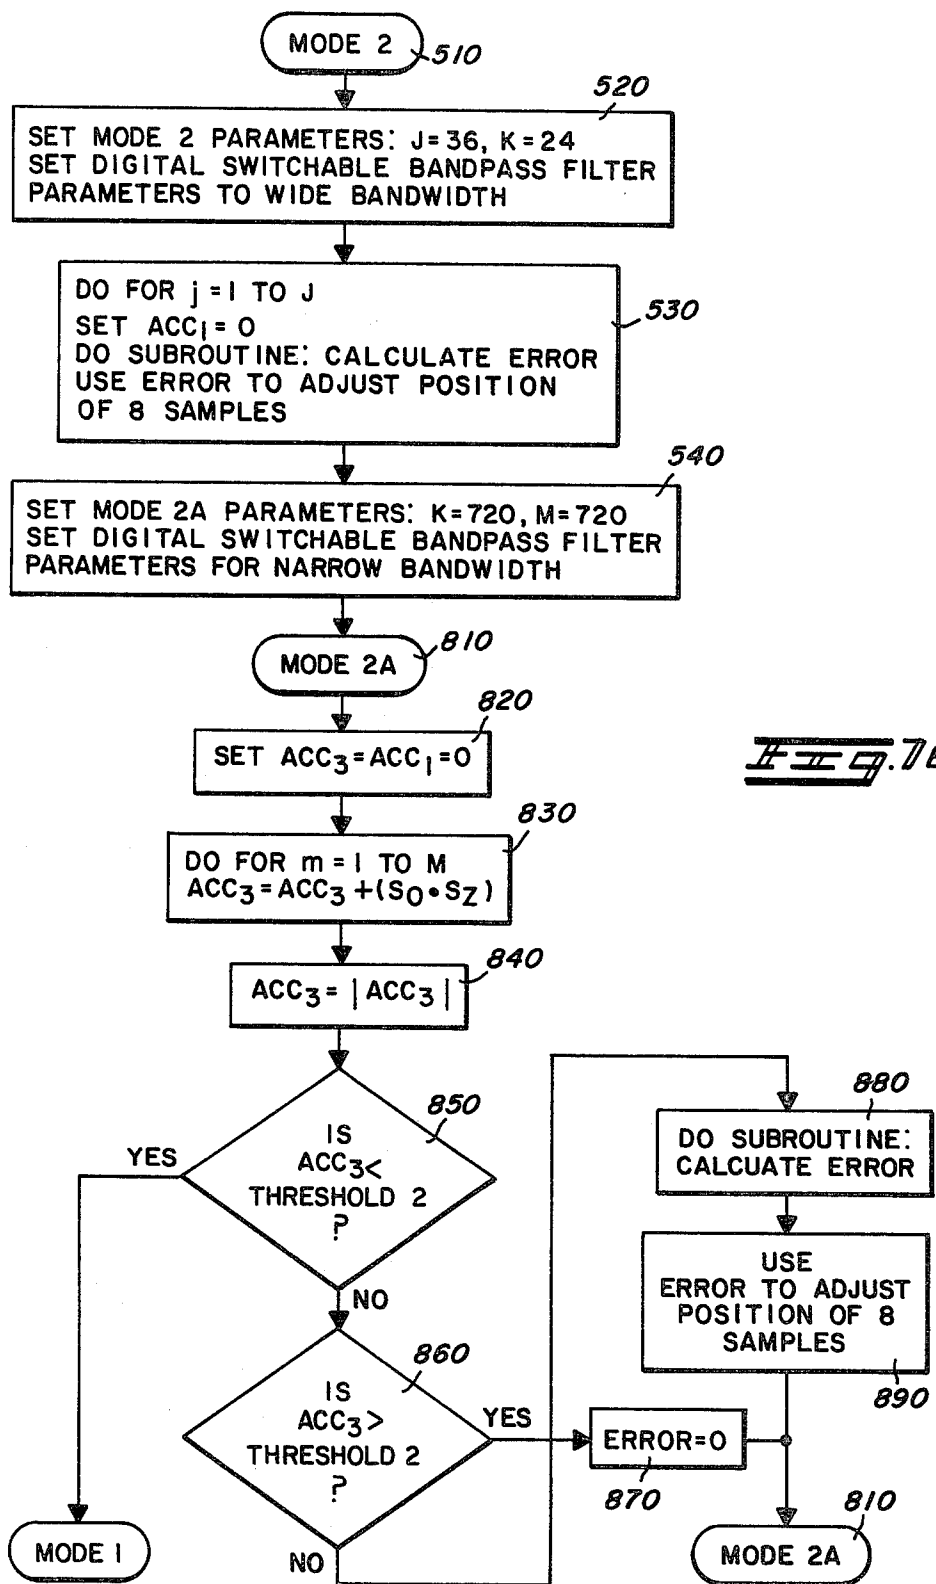 MODE 2
510
520
SET MODE 2 PARAMETERS: J=36, K=24
SET DIGITAL SWITCHABLE BANDPASS FILTER
PARAMETERS TO WIDE BANDWIDTH
530
DO FOR j = 1 TO J
SET ACC₁ = 0
DO SUBROUTINE: CALCULATE ERROR
USE ERROR TO ADJUST POSITION
OF 8 SAMPLES
540
SET MODE 2A PARAMETERS: K=720, M=720
SET DIGITAL SWITCHABLE BANDPASS FILTER
PARAMETERS FOR NARROW BANDWIDTH
810
MODE 2A
820
SET ACC₃ = ACC₁ = 0
Fig. 7B
830
DO FOR m = 1 TO M
ACC₃ = ACC₃ + (S₀ • S_Z)
840
ACC₃ = | ACC₃ |
850
IS
ACC₃ <
THRESHOLD 2
?
YES
NO
860
IS
ACC₃ >
THRESHOLD 2
?
YES
NO
ERROR=0
870
880
DO SUBROUTINE:
CALCUATE ERROR
USE
ERROR TO ADJUST
POSITION OF 8
SAMPLES
890
MODE 1
810
MODE 2A